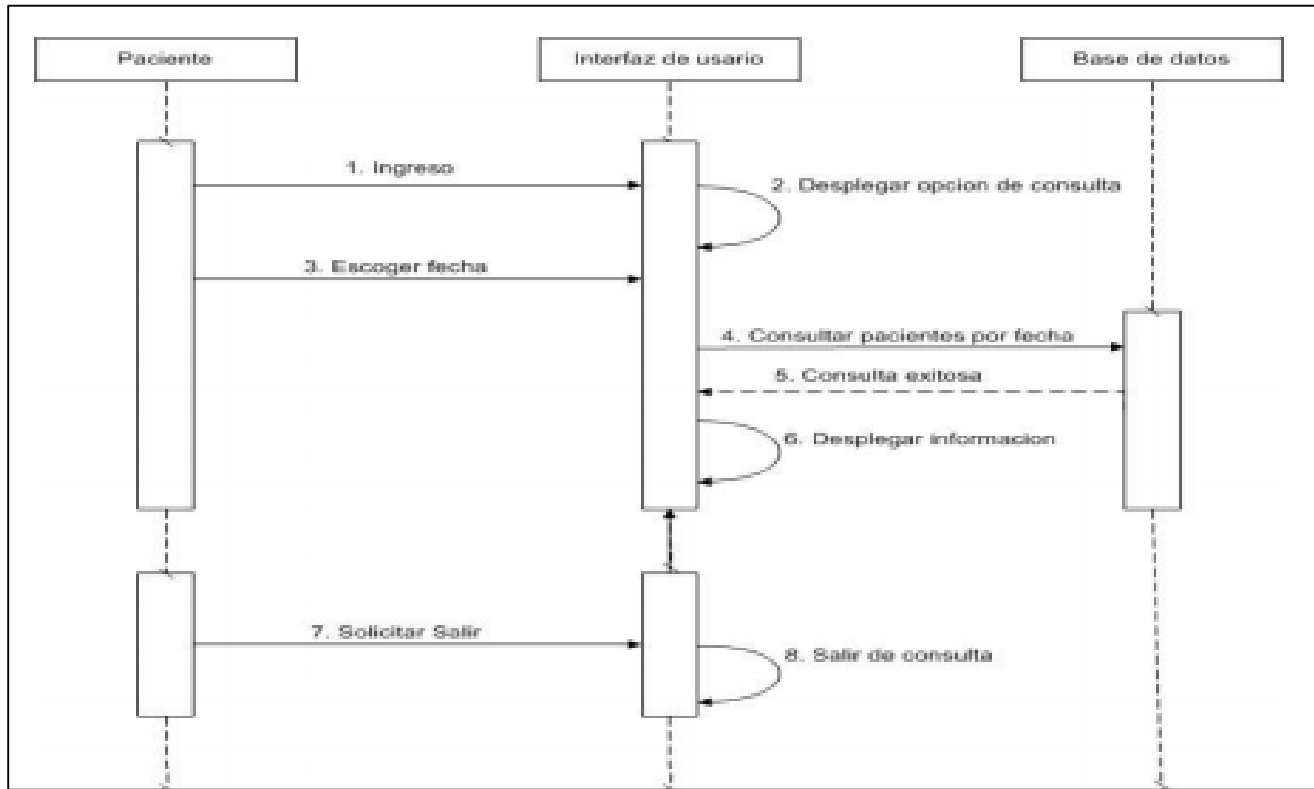 Paciente
Interfaz de usario
Base de datos
1. Ingreso
2. Desplegar opcion de consulta
3. Escoger fecha
4. Consultar pacientes por fecha
5. Consulta exitosa
6. Desplegar informacion
7. Solicitar Salir
8. Salir de consulta